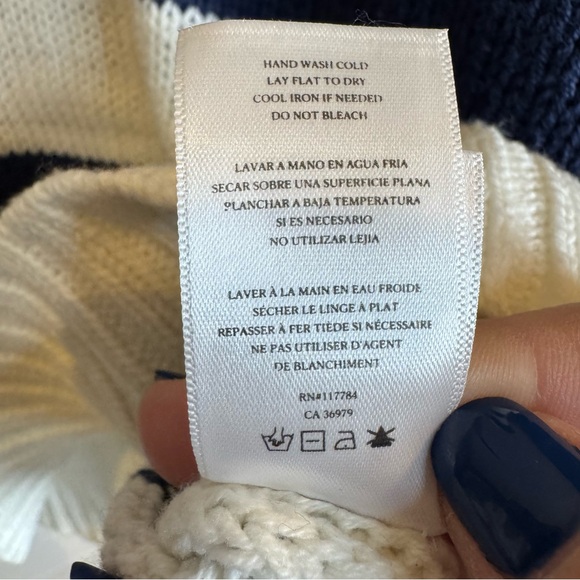 HAND WASH COLD
LAY FLAT TO DRY
COOL IRON IF NEEDED
DO NOT BLEACH
LAVAR A MANO EN AGUA FRIA
SECAR SOBRE UNA SUPERFICIE PLANA
PLANCHAR A BAJA TEMPERATURA
SI ES NECESARIO
NO UTILIZAR LEJIA
LAVER À LA MAIN EN EAU FROIDE
SÉCHER LE LINGE À PLAT
REPASSER À FER TIÈDE SI NÉCESSAIRE
NE PAS UTILISER D'AGENT
DE BLANCHIMENT
RN#117784
CA 36979